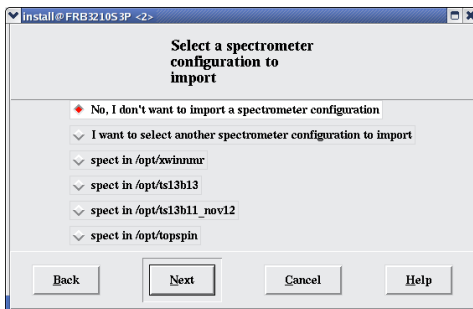 install@FRB3210S3P <2>
Select a spectrometer
configuration to
import
No, I don't want to import a spectrometer configuration
I want to select another spectrometer configuration to import
spect in /opt/xwinnmr
spect in /opt/ts13b13
spect in /opt/ts13b11_nov12
spect in /opt/topspin
Back Next Cancel Help